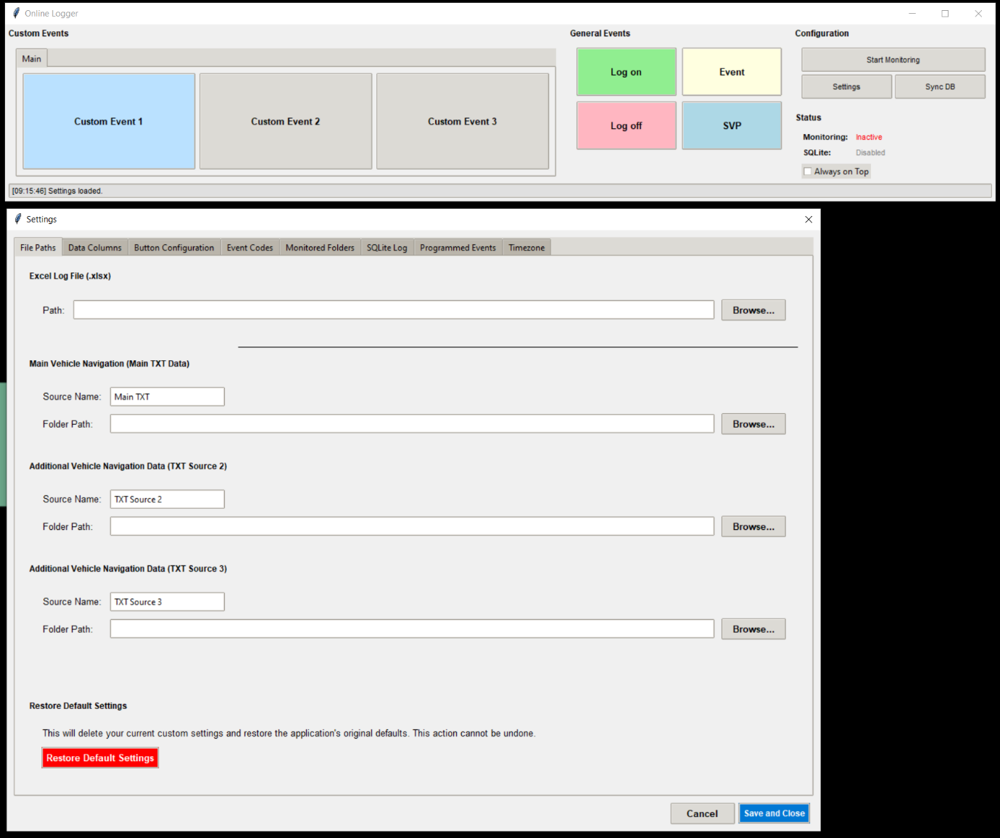 Online Logger
Custom Events
General Events
Configuration
Main
Custom Event 1
Custom Event 2
Custom Event 3
Log on
Event
Log off
SVP
Start Monitoring
Settings
Sync DB
Status
Monitoring: Inactive
SQLite: Disabled
Always on Top
[09:15:46] Settings loaded.
Settings
File Paths
Data Columns
Button Configuration
Event Codes
Monitored Folders
SQLite Log
Programmed Events
Timezone
Excel Log File (.xlsx)
Path:
Browse...
Main Vehicle Navigation (Main TXT Data)
Source Name: Main TXT
Folder Path:
Browse...
Additional Vehicle Navigation Data (TXT Source 2)
Source Name: TXT Source 2
Folder Path:
Browse...
Additional Vehicle Navigation Data (TXT Source 3)
Source Name: TXT Source 3
Folder Path:
Browse...
Restore Default Settings
This will delete your current custom settings and restore the application's original defaults. This action cannot be undone.
Restore Default Settings
Cancel
Save and Close